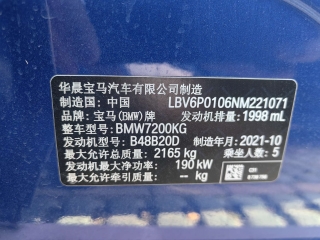 华晨宝马汽车有限公司制造
制造国：中国 LBV6P0106NM221071
品牌：宝马(BMW)牌 发动机排量：1998 mL
整车型号：BMW7200KG
发动机型号：B48B20D 制造年月：2021-10
最大允许总质量：2165 kg 乘坐人数：5
发动机最大净功率：190 kW
最大允许牵引质量：-- kg